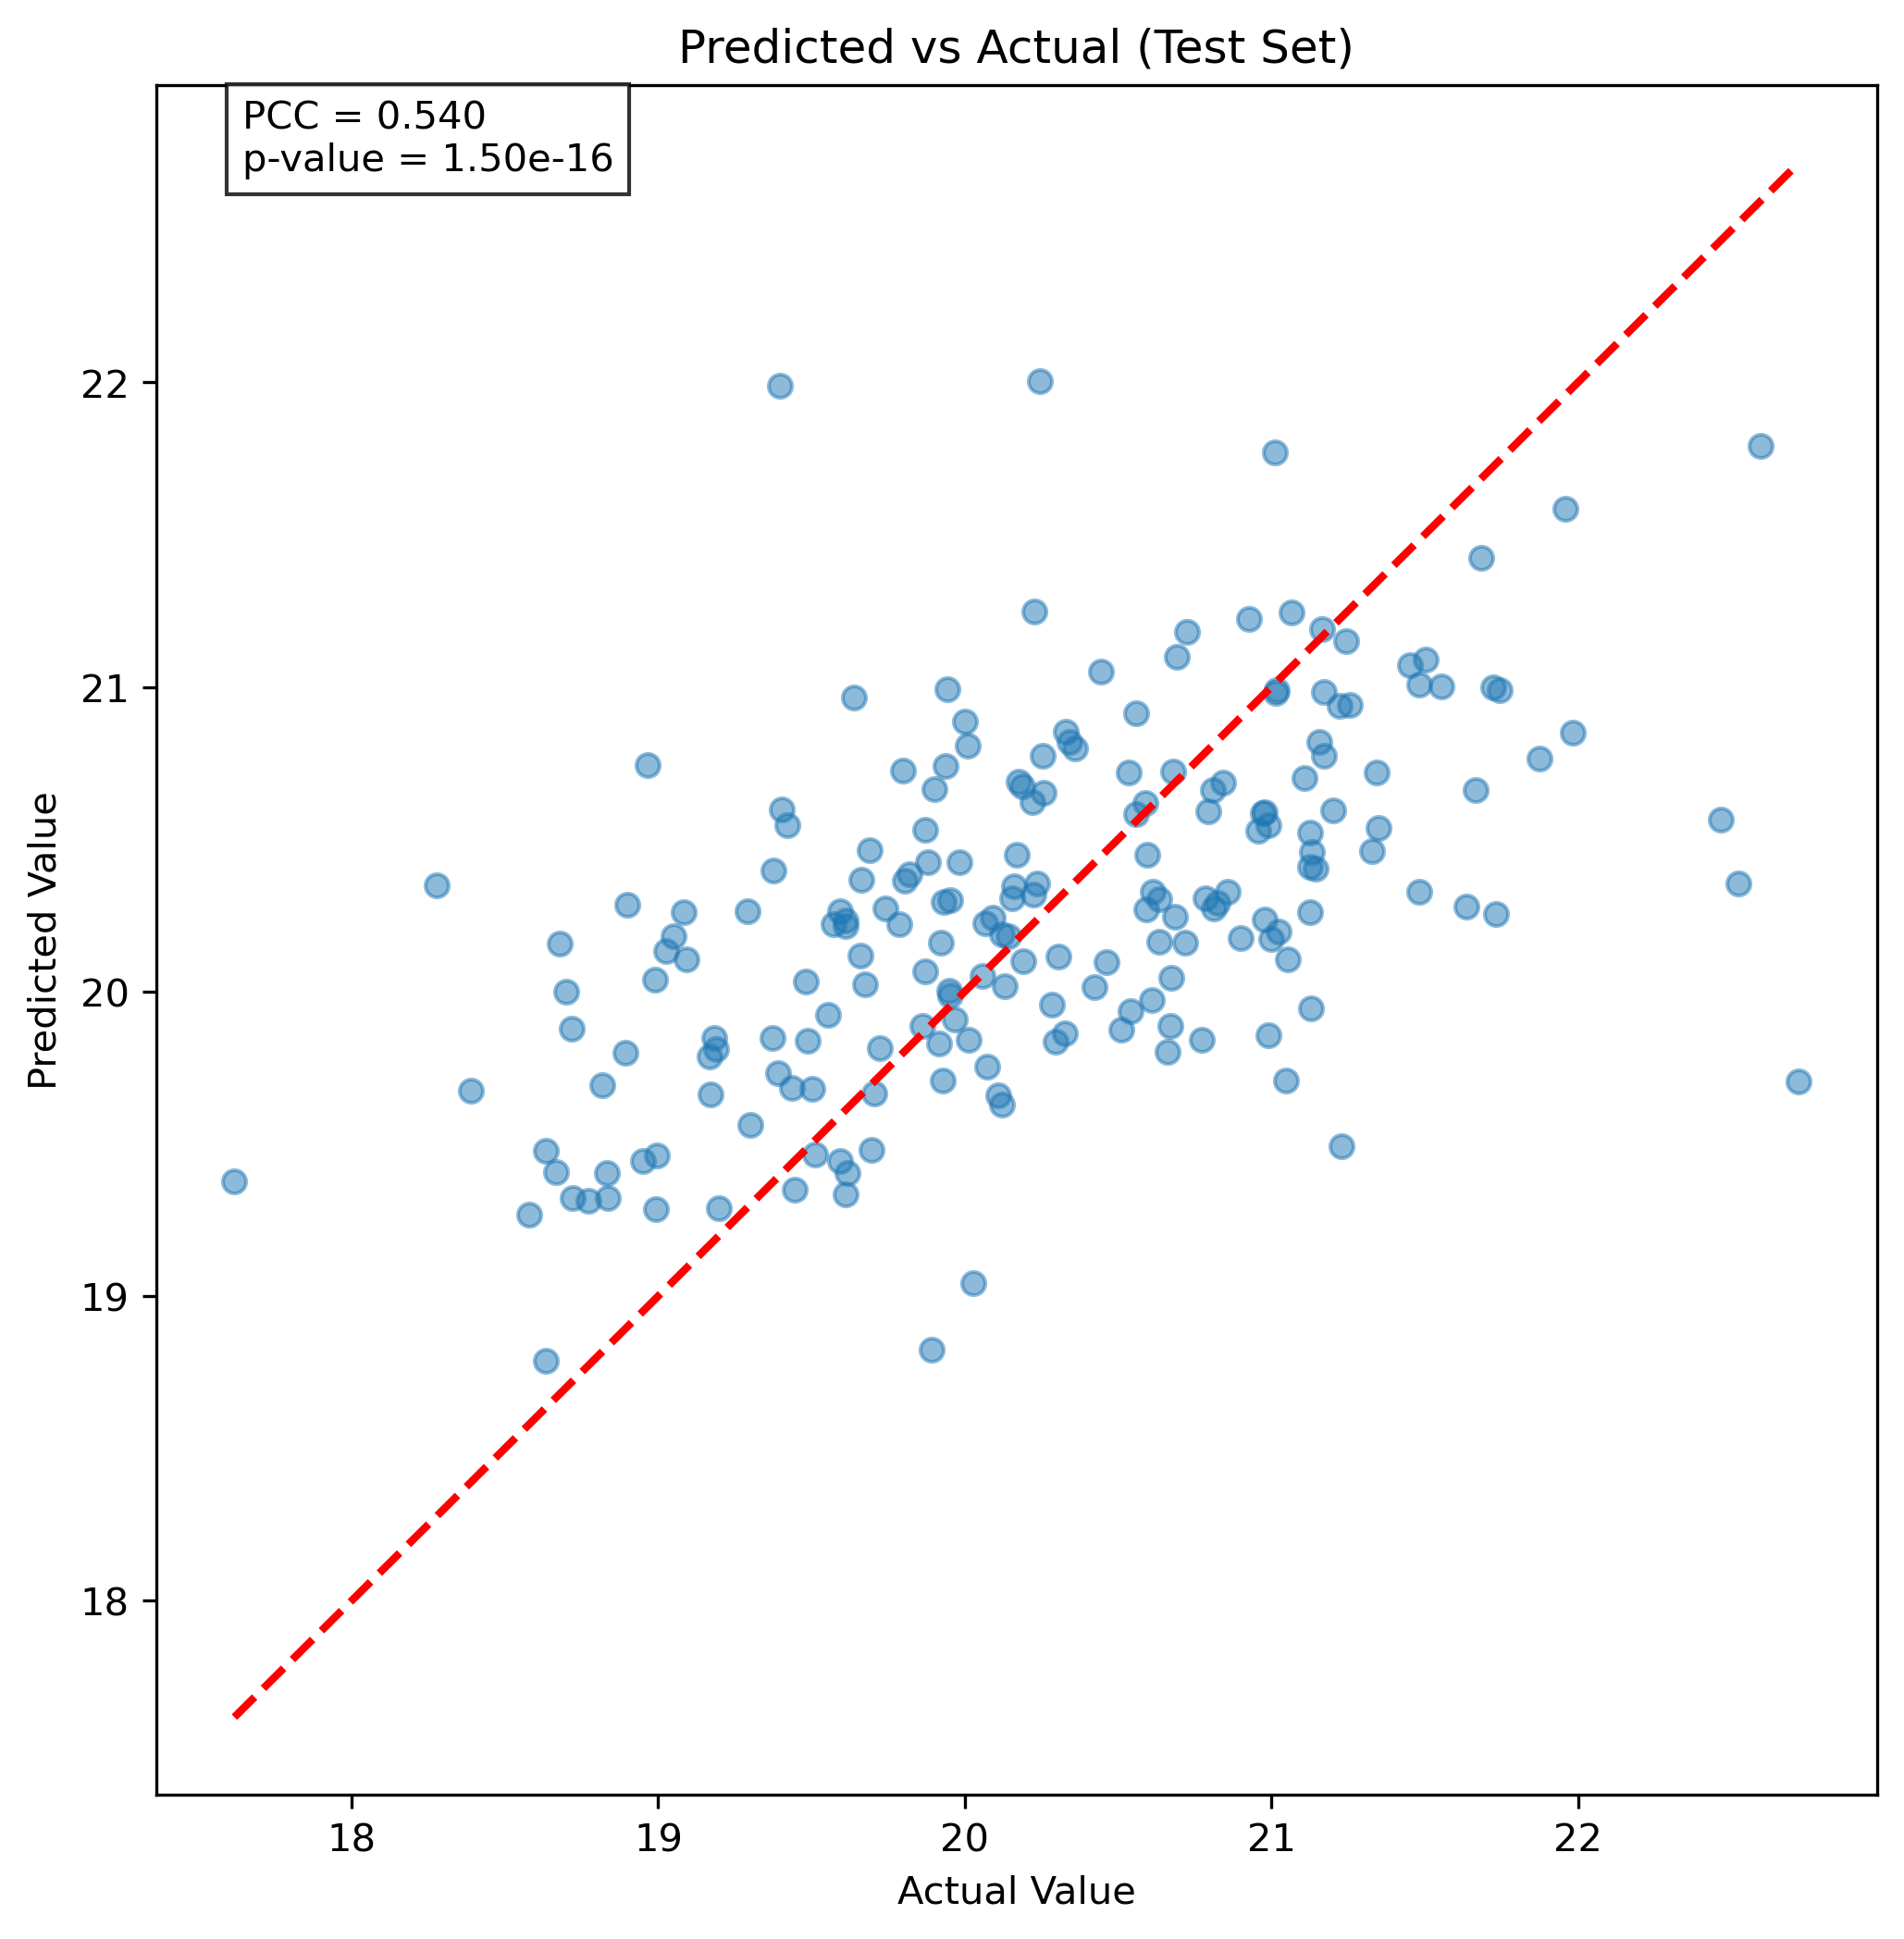 Predicted vs Actual (Test Set)
PCC = 0.540
p-value = 1.50e-16
22
21
20
19
18
Predicted Value
18
19
20
21
22
Actual Value